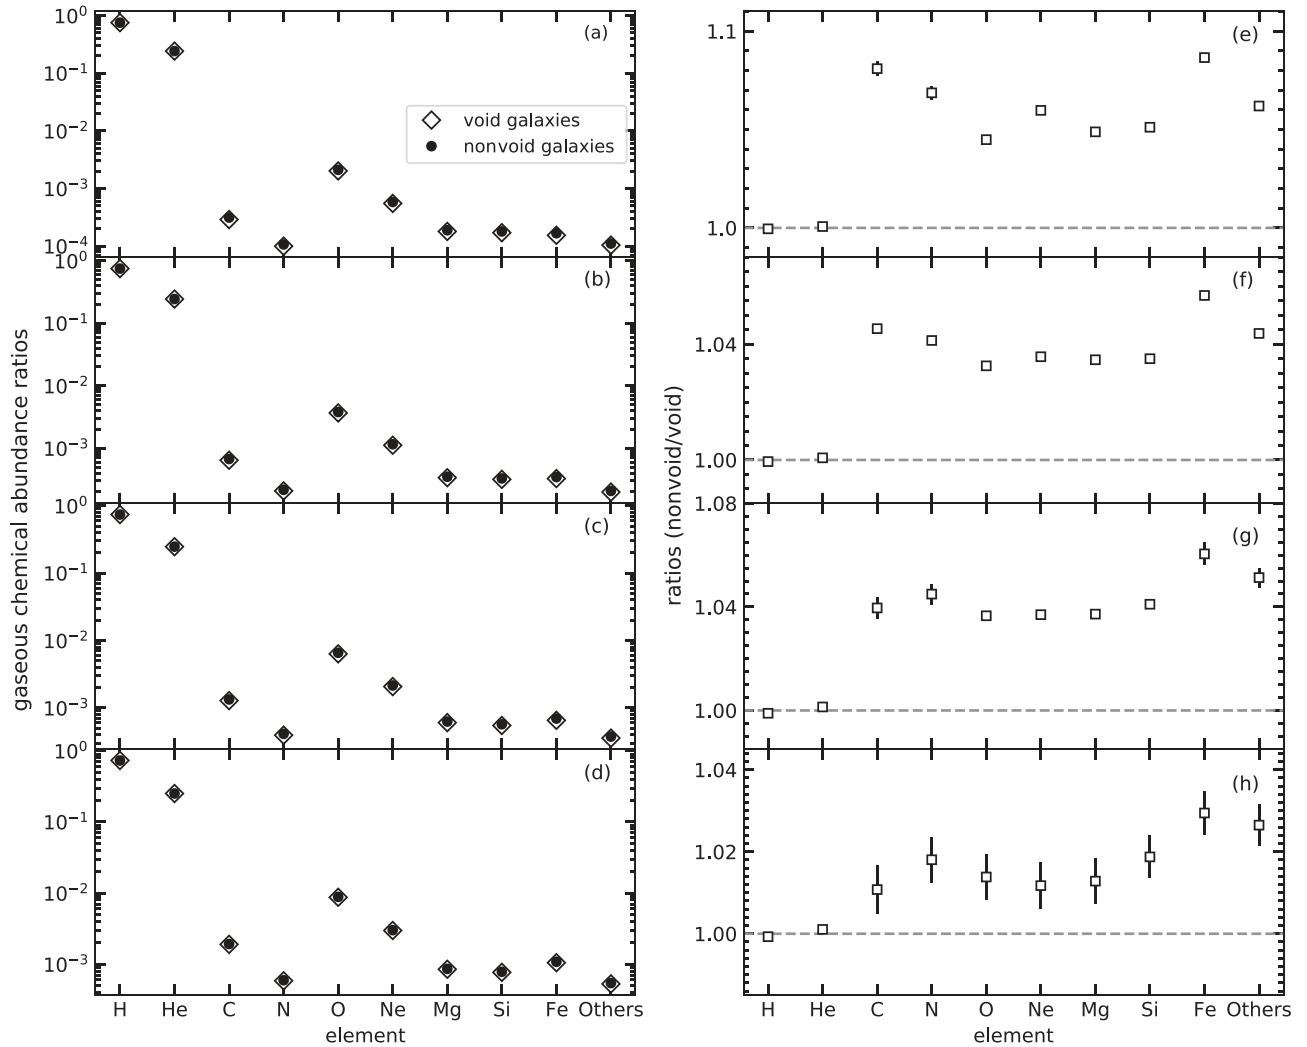 10^0
(a)
10^-1
10^-2
10^-3
10^-4
void galaxies
nonvoid galaxies
10^0
(b)
10^-1
10^-2
10^-3
10^0
(c)
10^-1
10^-2
10^-3
10^0
(d)
10^-1
10^-2
10^-3
gaseous chemical abundance ratios
H He C N O Ne Mg Si Fe Others
element
1.1
(e)
1.0
(f)
1.04
1.00
1.08
(g)
1.04
1.00
1.04
(h)
1.02
1.00
ratios (nonvoid/void)
H He C N O Ne Mg Si Fe Others
element